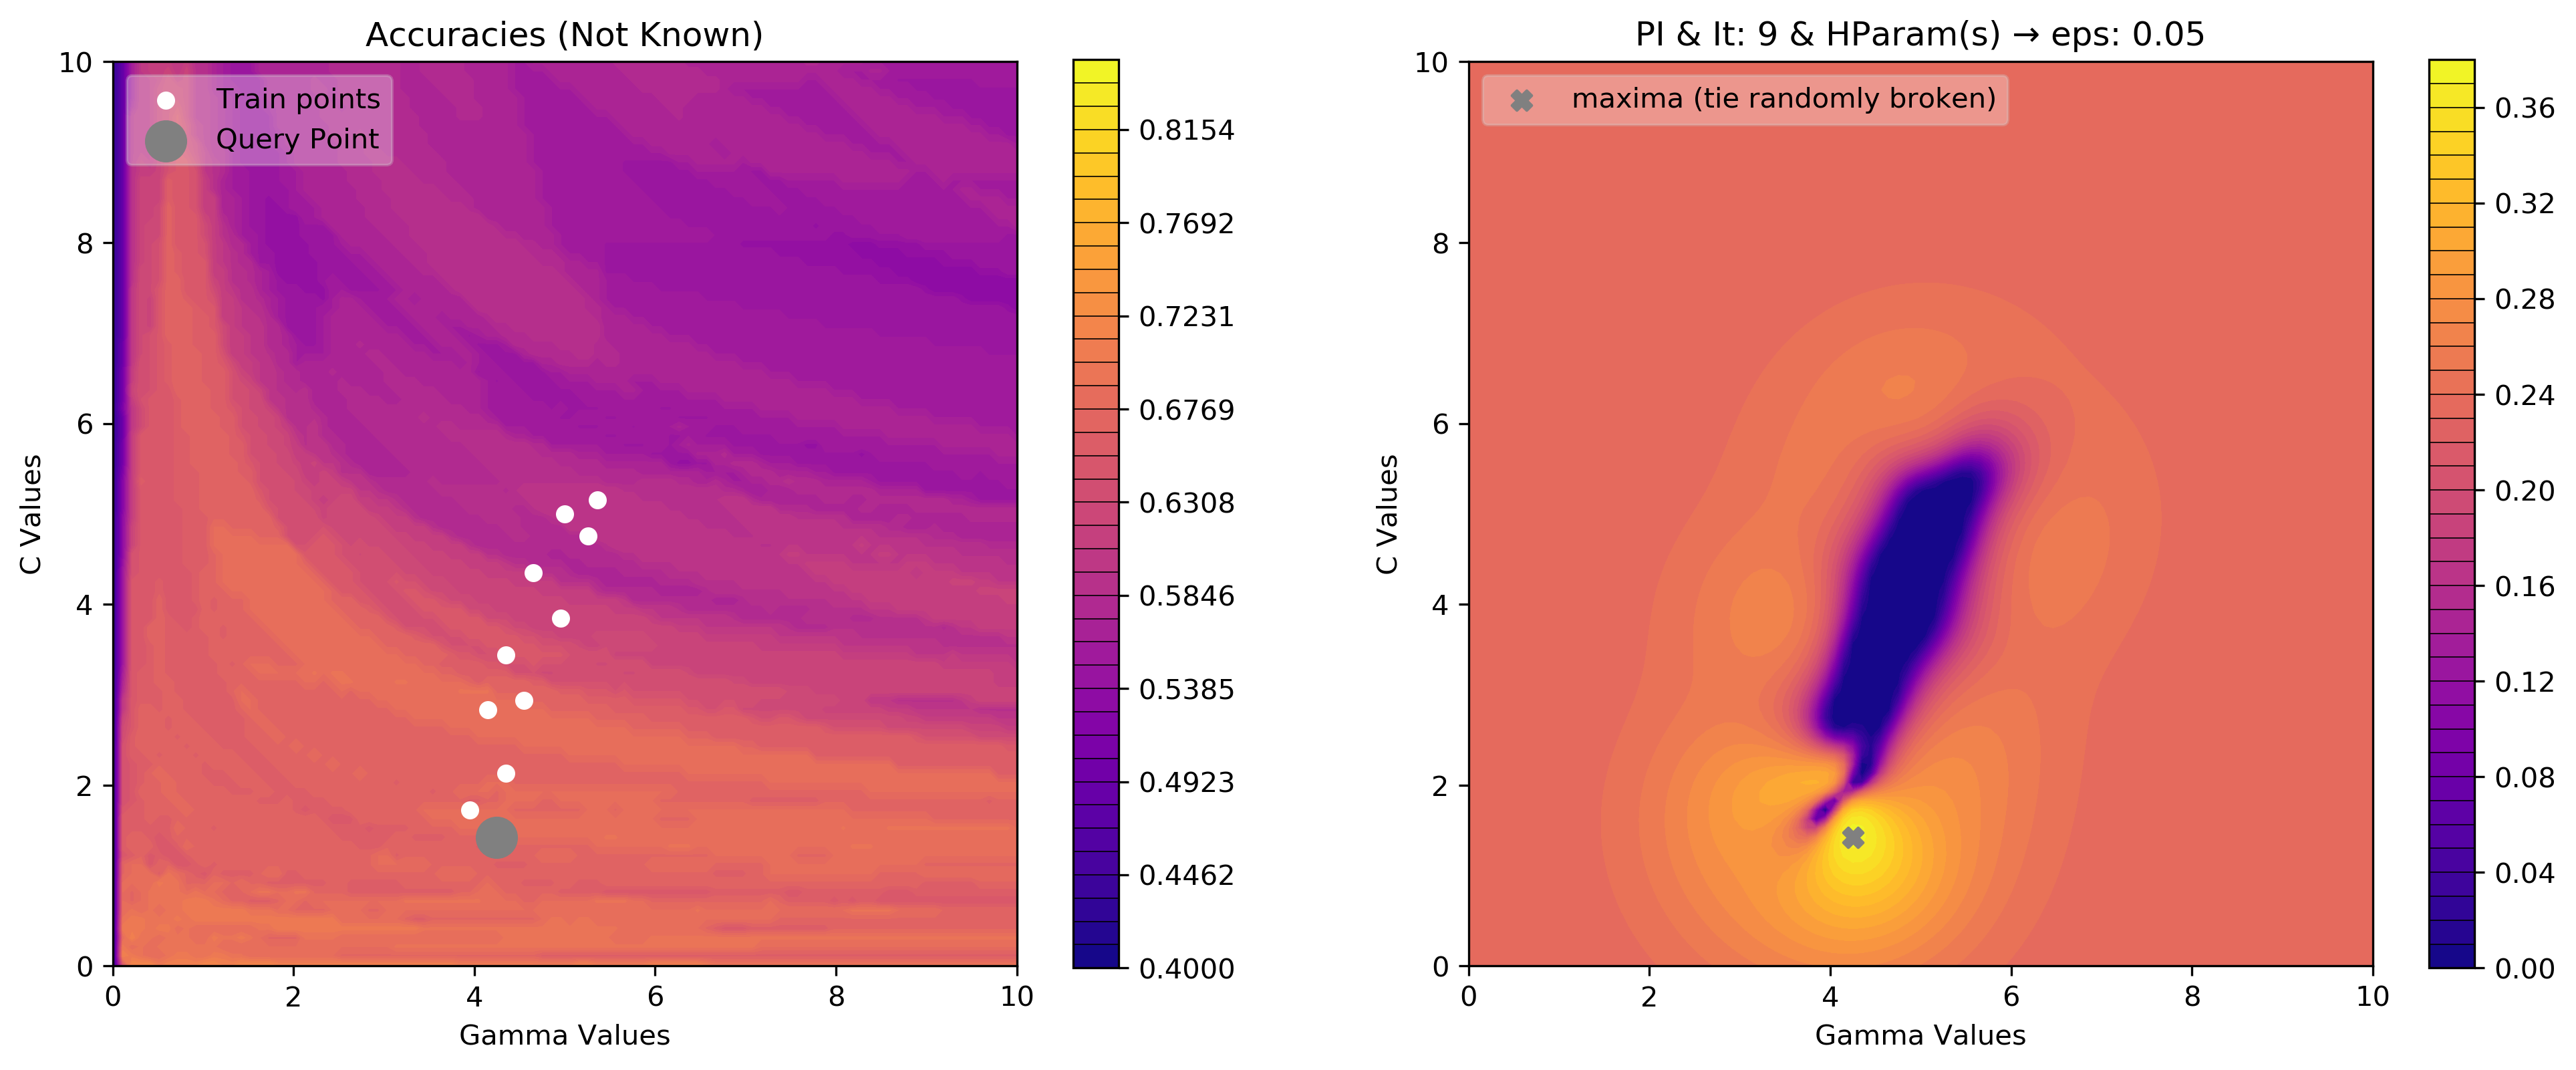 Accuracies (Not Known)
Train points
Query Point
10
8
6
4
2
0
C Values
0 2 4 6 8 10
Gamma Values
0.8154
0.7692
0.7231
0.6769
0.6308
0.5846
0.5385
0.4923
0.4462
0.4000
PI & It: 9 & HParam(s) → eps: 0.05
maxima (tie randomly broken)
10
8
6
4
2
0
C Values
0 2 4 6 8 10
Gamma Values
0.36
0.32
0.28
0.24
0.20
0.16
0.12
0.08
0.04
0.00